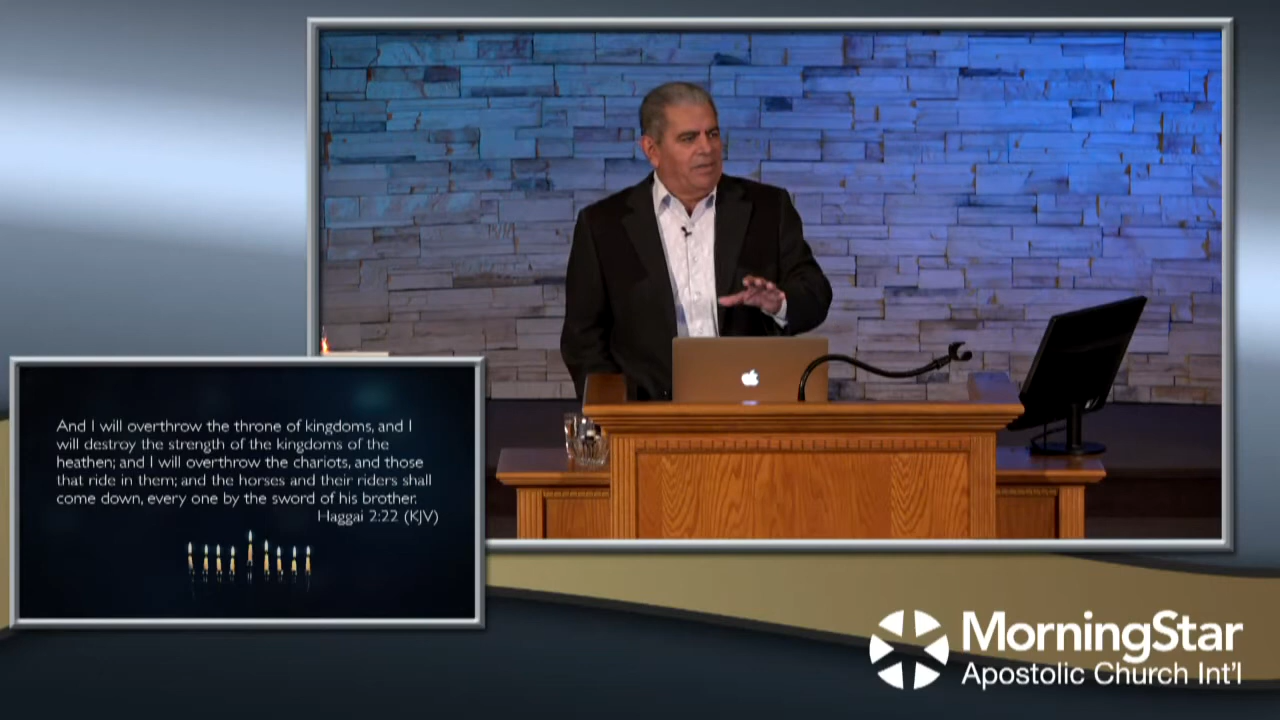 And I will overthrow the throne of kingdoms, and I
will destroy the strength of the kingdoms of the
heathen; and I will overthrow the chariots, and those
that ride in them; and the horses and their riders shall
come down, every one by the sword of his brother.
Haggai 2:22 (KJV)
MorningStar
Apostolic Church Int'l